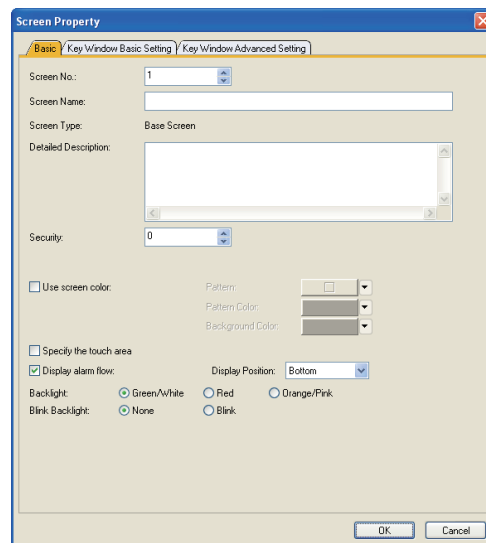 Screen Property
Basic Key Window Basic Setting Key Window Advanced Setting
Screen No.: 1
Screen Name:
Screen Type: Base Screen
Detailed Description:
Security: 0
Use screen color: Pattern:
Pattern Color:
Background Color:
Specify the touch area
Display alarm flow: Display Position: Bottom
Backlight: Green/White Red Orange/Pink
Blink Backlight: None Blink
OK Cancel